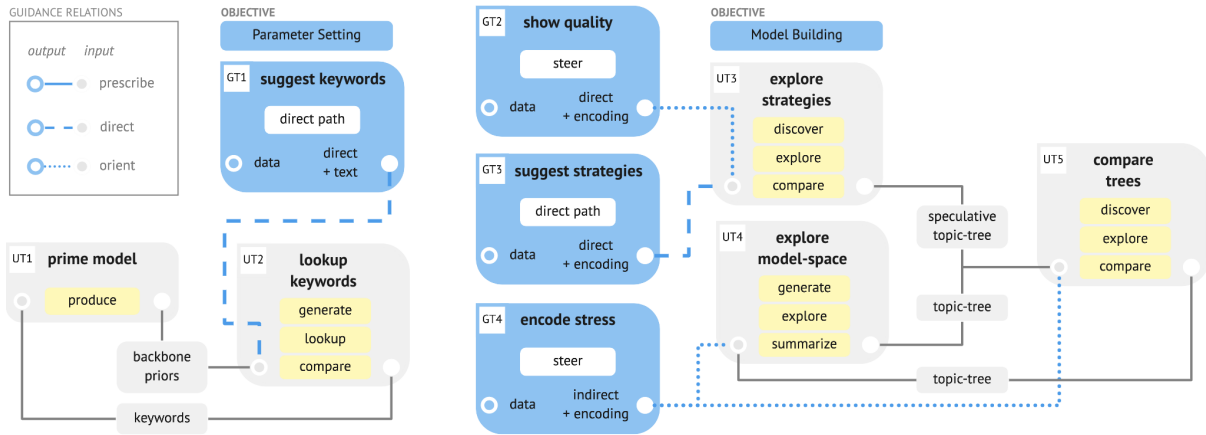 GUIDANCE RELATIONS
output input
prescribe
direct
orient
OBJECTIVE
Parameter Setting
GT1
suggest keywords
direct path
data
direct
+ text
UT1
prime model
produce
UT2
lookup
keywords
generate
lookup
compare
backbone
priors
keywords
GT2
show quality
steer
data
direct
+ encoding
GT3
suggest strategies
direct path
data
direct
+ encoding
GT4
encode stress
steer
data
indirect
+ encoding
OBJECTIVE
Model Building
UT3
explore
strategies
discover
explore
compare
UT4
explore
model-space
generate
explore
summarize
speculative
topic-tree
topic-tree
topic-tree
UT5
compare
trees
discover
explore
compare